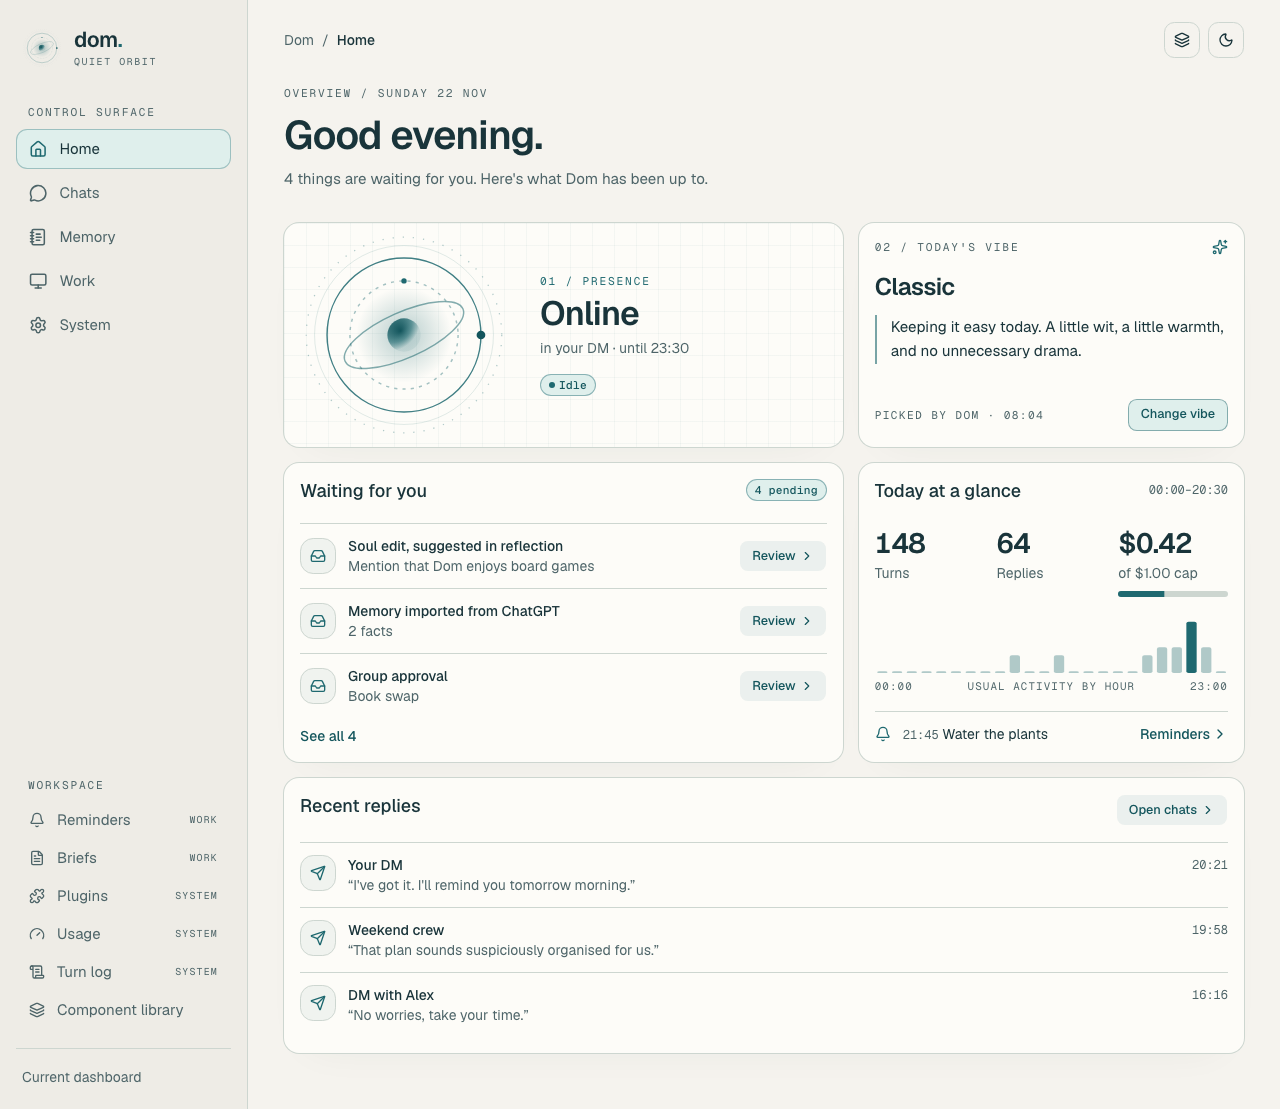 dom.
QUIET ORBIT
CONTROL SURFACE
Home
Chats
Memory
Work
System
WORKSPACE
Reminders WORK
Briefs WORK
Plugins SYSTEM
Usage SYSTEM
Turn log SYSTEM
Component library
Current dashboard
Dom / Home
OVERVIEW / SUNDAY 22 NOV
Good evening.
4 things are waiting for you. Here's what Dom has been up to.
01 / PRESENCE
Online
in your DM · until 23:30
Idle
02 / TODAY'S VIBE
Classic
Keeping it easy today. A little wit, a little warmth,
and no unnecessary drama.
PICKED BY DOM · 08:04
Change vibe
Waiting for you
4 pending
Soul edit, suggested in reflection
Mention that Dom enjoys board games
Review
Memory imported from ChatGPT
2 facts
Review
Group approval
Book swap
Review
See all 4
Today at a glance
00:00–20:30
148
Turns
64
Replies
$0.42
of $1.00 cap
00:00 USUAL ACTIVITY BY HOUR 23:00
21:45 Water the plants
Reminders
Recent replies
Open chats
Your DM
“I've got it. I'll remind you tomorrow morning.”
20:21
Weekend crew
“That plan sounds suspiciously organised for us.”
19:58
DM with Alex
“No worries, take your time.”
16:16